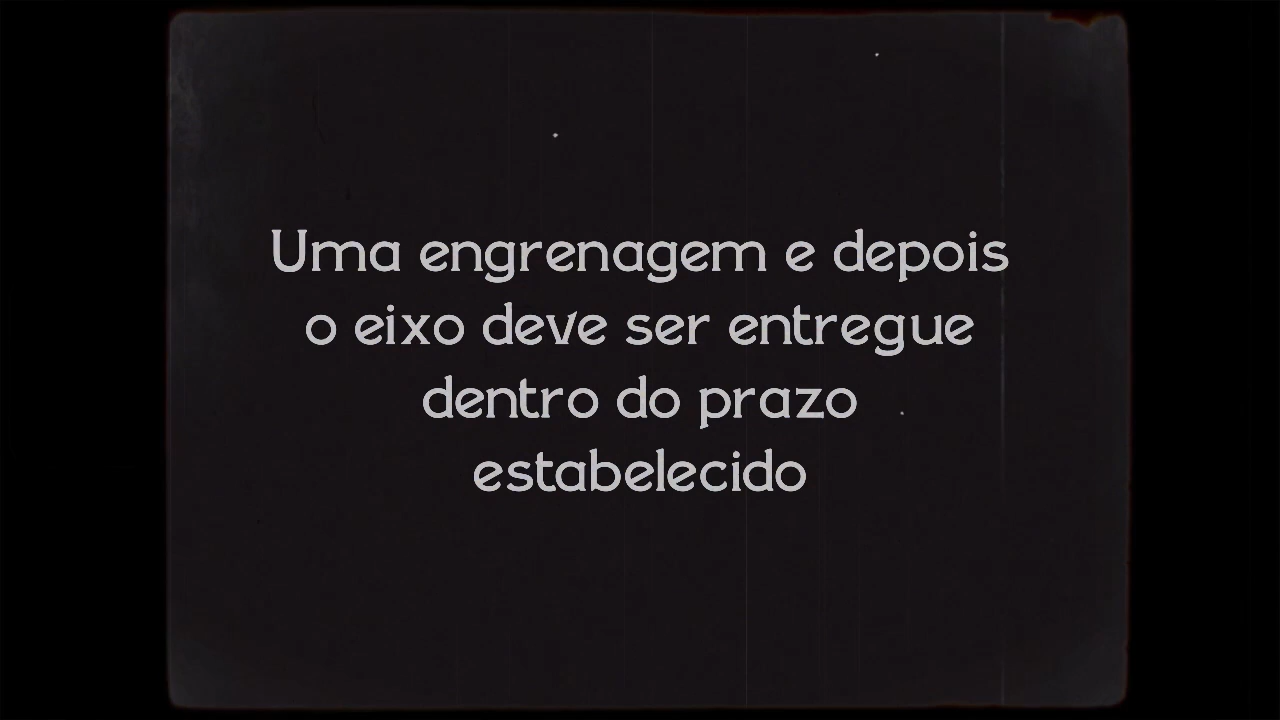 Uma engrenagem e depois
o eixo deve ser entregue
dentro do prazo
estabelecido